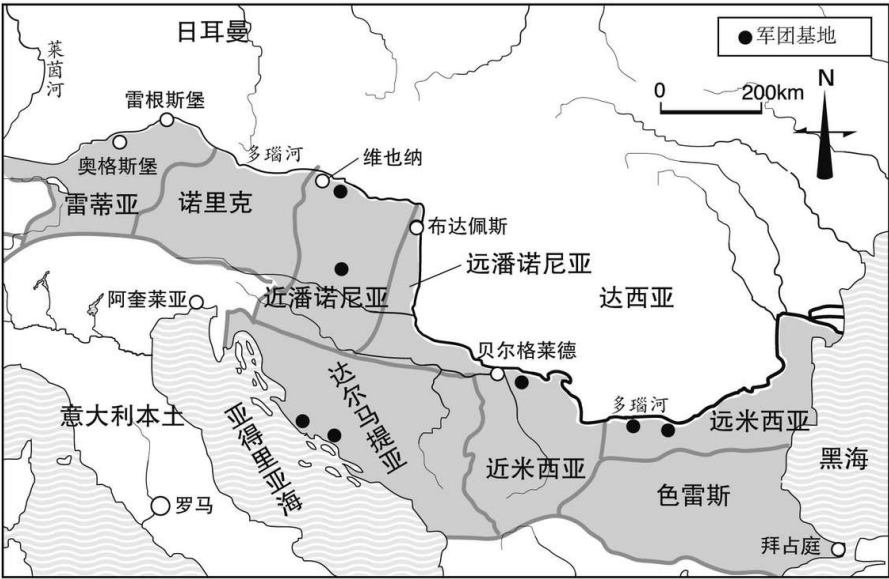 日耳曼
莱茵河
军团基地
0 200km
N
雷根斯堡
奥格斯堡
多瑙河
维也纳
雷蒂亚
诺里克
布达佩斯
远潘诺尼亚
近潘诺尼亚
达西亚
阿奎莱亚
贝尔格莱德
意大利本土
亚得里亚海
达尔马提亚
多瑙河
远米西亚
近米西亚
黑海
色雷斯
罗马
拜占庭